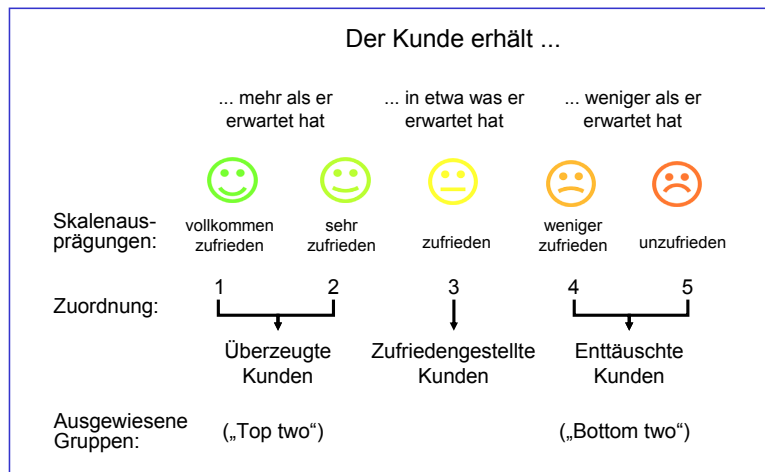 Der Kunde erhält ...
... mehr als er
erwartet hat
... in etwa was er
erwartet hat
... weniger als er
erwartet hat
Skalenaus-
prägungen:
vollkommen
zufrieden
sehr
zufrieden
zufrieden
weniger
zufrieden
unzufrieden
Zuordnung:
1 2 3 4 5
Überzeugte
Kunden
Zufriedengestellte
Kunden
Enttäuschte
Kunden
Ausgewiesene
Gruppen:
(„Top two“)
(„Bottom two“)